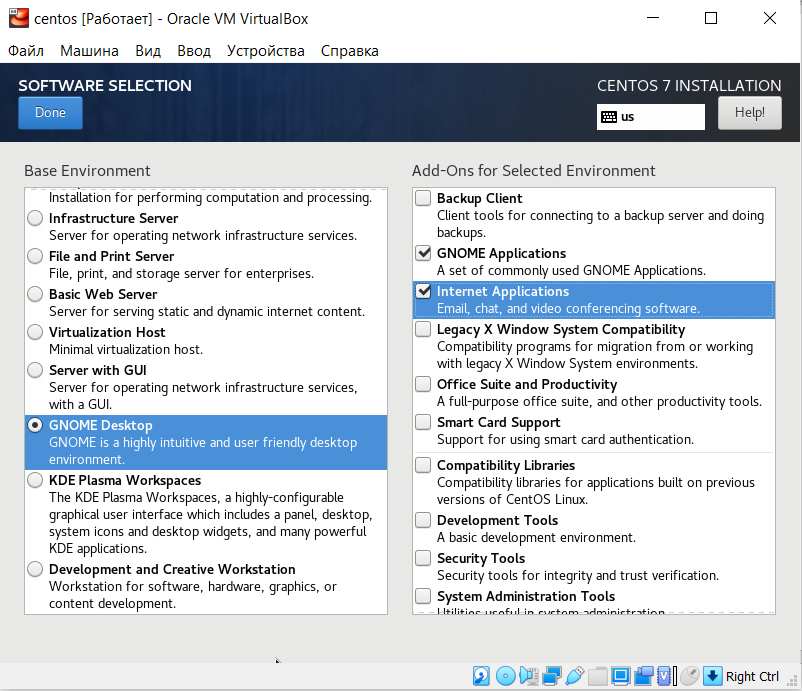 centos [Работает] - Oracle VM VirtualBox
Файл Машина Вид Ввод Устройства Справка
SOFTWARE SELECTION
CENTOS 7 INSTALLATION
Done
us
Help!
Base Environment
Installation for performing computation and processing.
Infrastructure Server
Server for operating network infrastructure services.
File and Print Server
File, print, and storage server for enterprises.
Basic Web Server
Server for serving static and dynamic internet content.
Virtualization Host
Minimal virtualization host.
Server with GUI
Server for operating network infrastructure services,
with a GUI.
GNOME Desktop
GNOME is a highly intuitive and user friendly desktop
environment.
KDE Plasma Workspaces
The KDE Plasma Workspaces, a highly-configurable
graphical user interface which includes a panel, desktop,
system icons and desktop widgets, and many powerful
KDE applications.
Development and Creative Workstation
Workstation for software, hardware, graphics, or
content development.
Add-Ons for Selected Environment
Backup Client
Client tools for connecting to a backup server and doing
backups.
GNOME Applications
A set of commonly used GNOME Applications.
Internet Applications
Email, chat, and video conferencing software.
Legacy X Window System Compatibility
Compatibility programs for migration from or working
with legacy X Window System environments.
Office Suite and Productivity
A full-purpose office suite, and other productivity tools.
Smart Card Support
Support for using smart card authentication.
Compatibility Libraries
Compatibility libraries for applications built on previous
versions of CentOS Linux.
Development Tools
A basic development environment.
Security Tools
Security tools for integrity and trust verification.
System Administration Tools
Utilities useful in system administration.
Right Ctrl